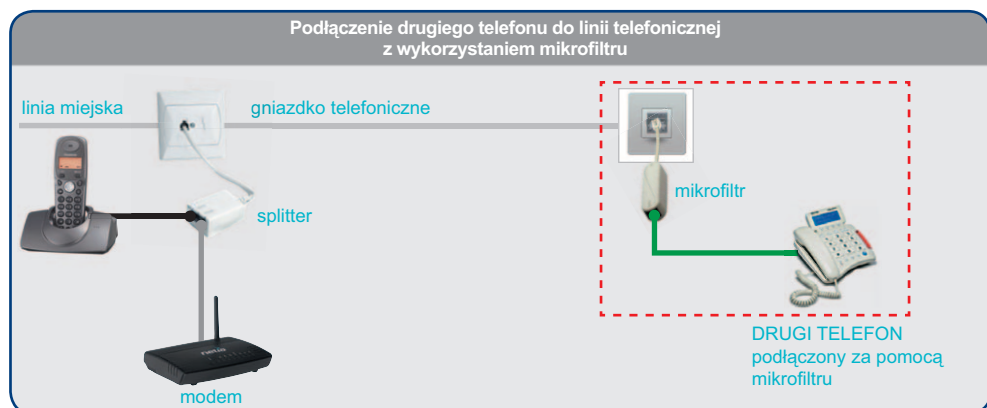 Podłączenie drugiego telefonu do linii telefonicznej
z wykorzystaniem mikrofiltru
linia miejska
gniazdko telefoniczne
mikrofiltr
splitter
netia
DRUGI TELEFON
podłączony za pomocą
mikrofiltru
modem